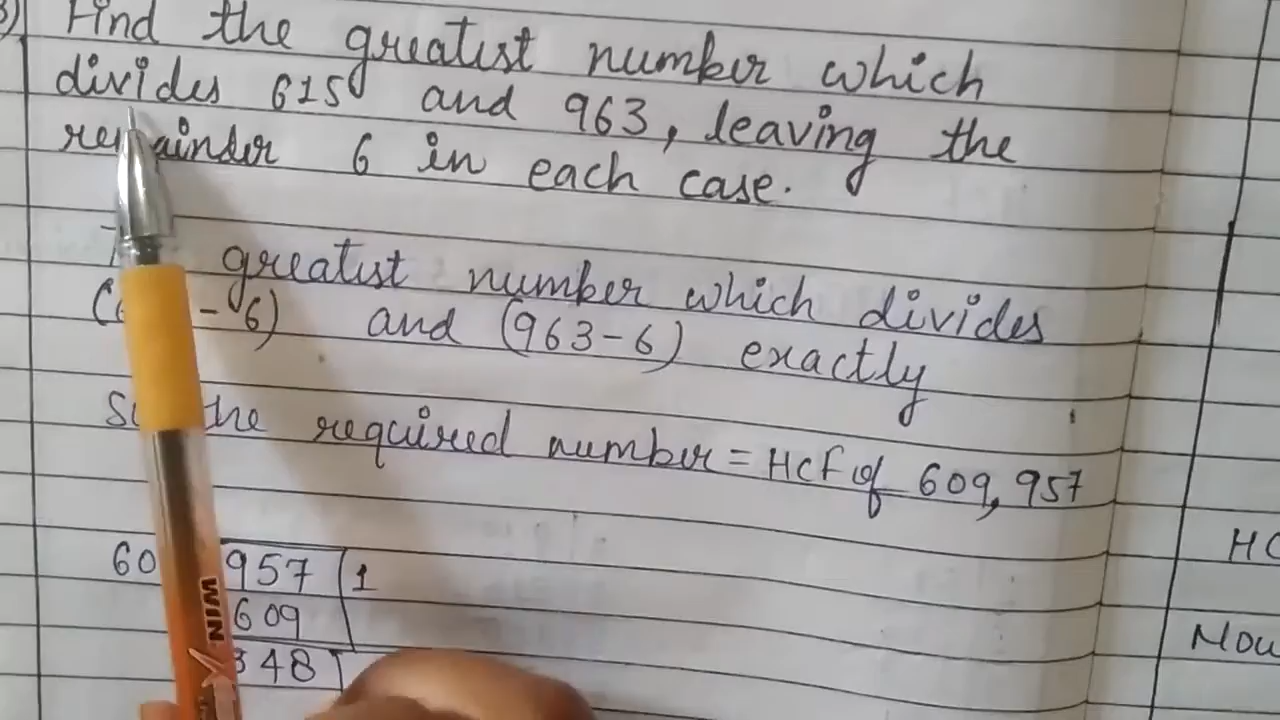 3) Find the greatest number which
divides 615 and 963, leaving the
remainder 6 in each case.
greatest number which divides
- 6) and (963-6) exactly
the required number = HCF of 609, 957
957 1
609
348
HC
Now
WIN